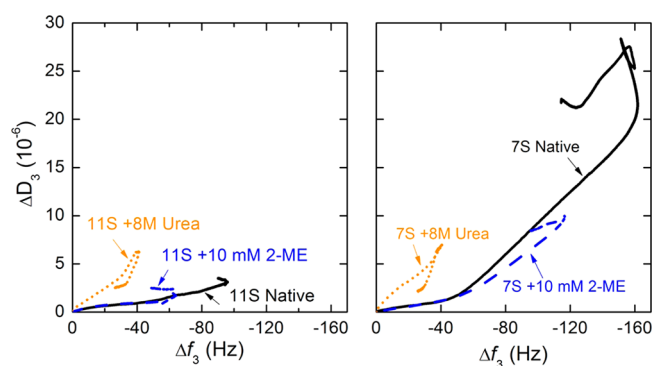 30
25
20
15
10
5
0
ΔD3 (10-6)
11S +8M Urea
11S +10 mM 2-ME
11S Native
0 -40 -80 -120 -160
Δf3 (Hz)
7S Native
7S +8M Urea
7S +10 mM 2-ME
0 -40 -80 -120 -160
Δf3 (Hz)